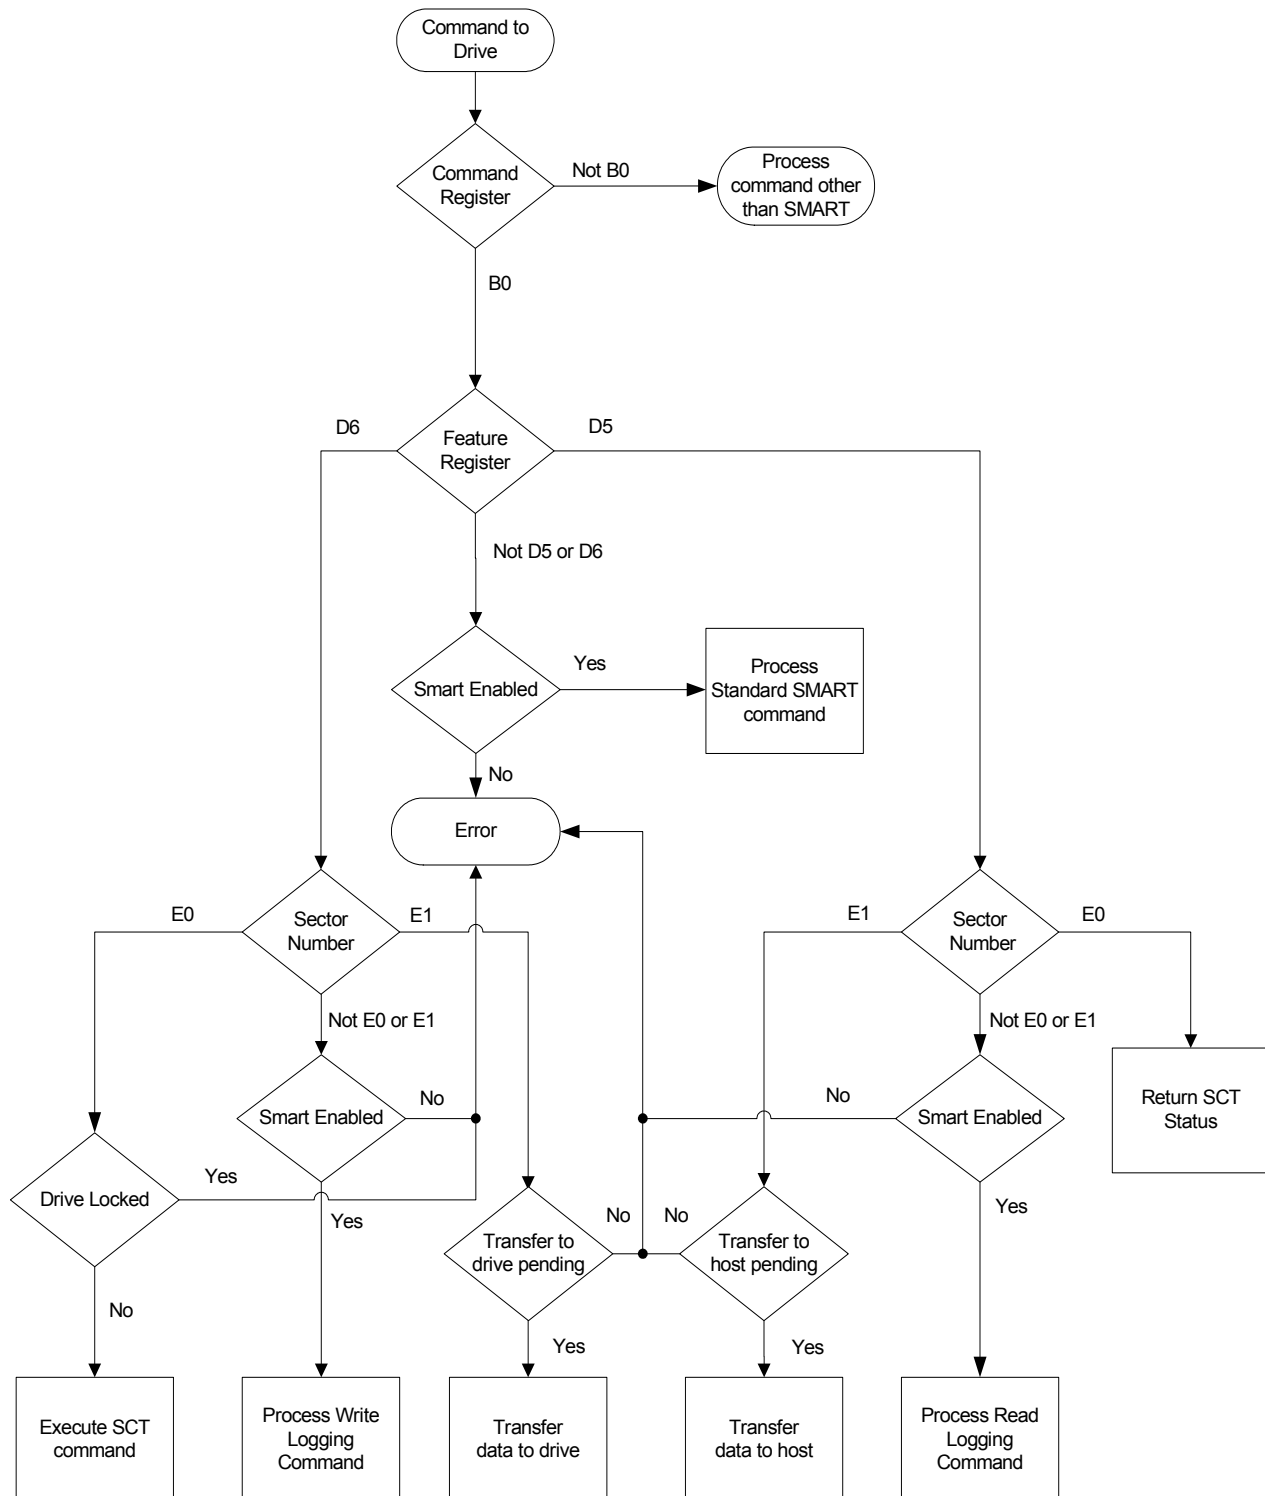 Command to
Drive
Command
Register
Not B0
Process
command other
than SMART
B0
D6
Feature
Register
D5
Not D5 or D6
Smart Enabled
Yes
Process
Standard SMART
command
No
Error
E0
Sector
Number
E1
E1
Sector
Number
E0
Not E0 or E1
Not E0 or E1
Smart Enabled
No
No
Smart Enabled
Return SCT
Status
Drive Locked
Yes
Yes
Transfer to
drive pending
No
No
Transfer to
host pending
Yes
No
Yes
Yes
Execute SCT
command
Process Write
Logging
Command
Transfer
data to drive
Transfer
data to host
Process Read
Logging
Command